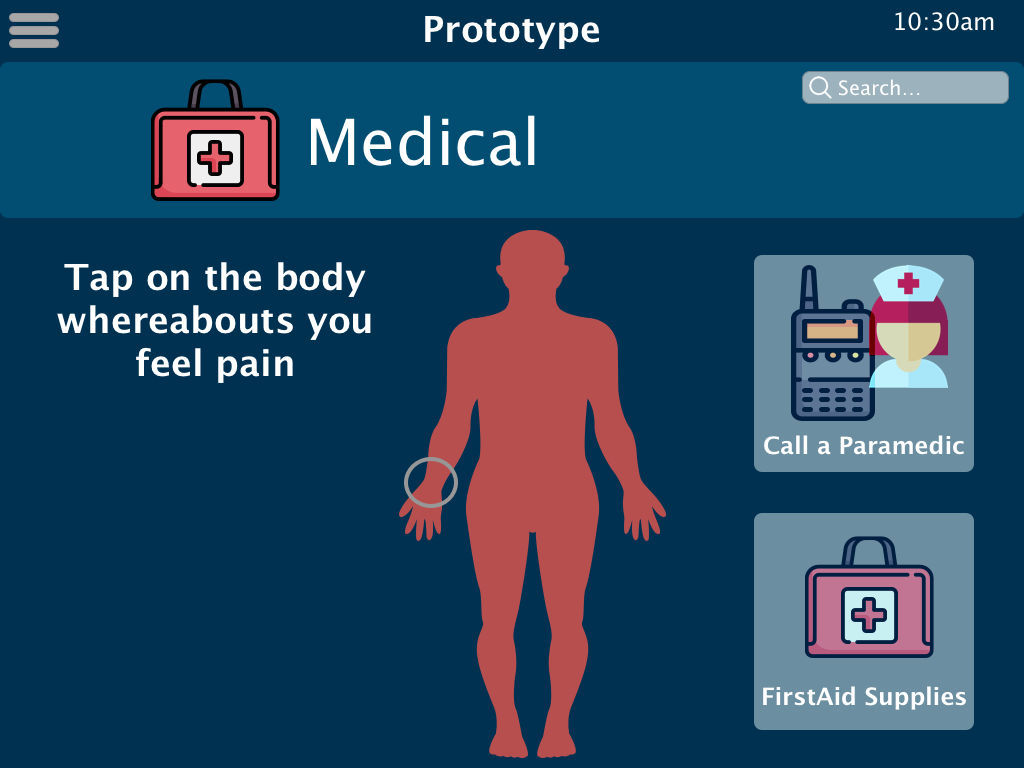 Prototype
10:30am
Search...
Medical
Tap on the body
whereabouts you
feel pain
Call a Paramedic
FirstAid Supplies